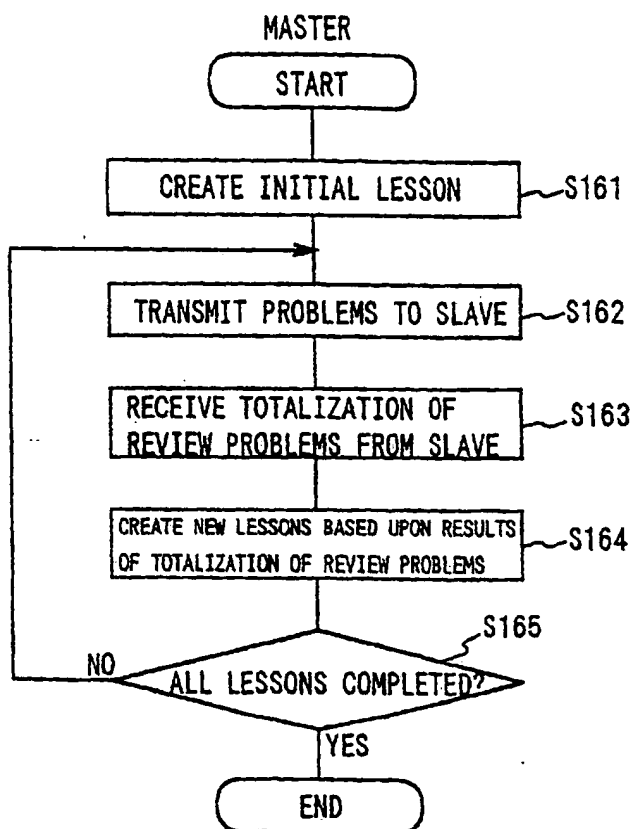 MASTER
START
CREATE INITIAL LESSON
S161
TRANSMIT PROBLEMS TO SLAVE
S162
RECEIVE TOTALIZATION OF
REVIEW PROBLEMS FROM SLAVE
S163
CREATE NEW LESSONS BASED UPON RESULTS
OF TOTALIZATION OF REVIEW PROBLEMS
S164
S165
NO
ALL LESSONS COMPLETED?
YES
END